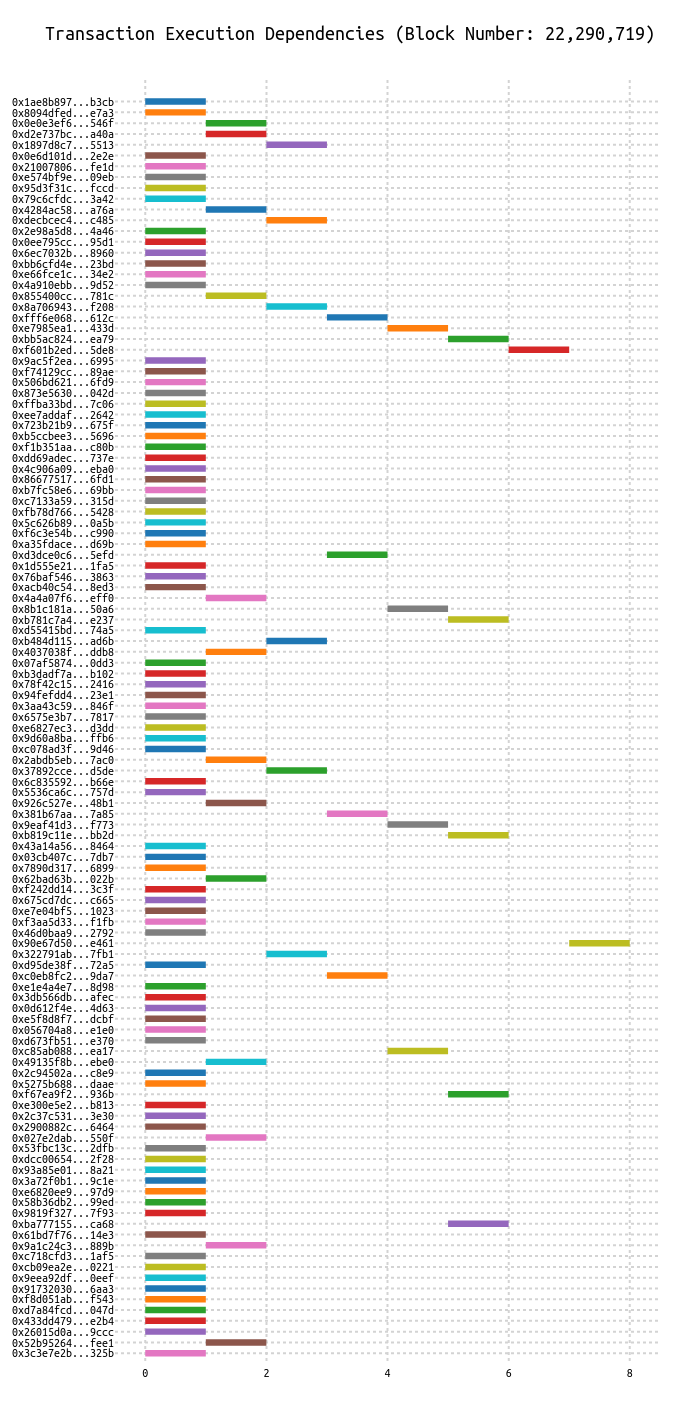 Transaction Execution Dependencies (Block Number: 22,290,719)
0x1ae8b897...b3cb
0x8094dfed...e7a3
0x0e0e3ef6...546f
0xd2e737bc...a40a
0x1897d8c7...5513
0x0e6d101d...2e2e
0x21007806...fe1d
0xe574bf9e...09eb
0x95d3f31c...fccd
0x79c6cfdc...3a42
0x4284ac58...a76a
0xdecbcec4...c485
0x2e98a5d8...4a46
0x0ee795cc...95d1
0x6ec7032b...8960
0xbb6cfd4e...23bd
0xe66fce1c...34e2
0x4a910ebb...9d52
0x855400cc...781c
0x8a706943...f208
0xfff6e068...612c
0xe7985ea1...433d
0xbb5ac824...ea79
0xf601b2ed...5de8
0x9ac5f2ea...6995
0xf74129cc...89ae
0x506bd621...6fd9
0x873e5630...042d
0xffba33bd...7c06
0xee7addaf...2642
0x723b21b9...675f
0xb5ccbee3...5696
0xf1b351aa...c80b
0xdd69adec...737e
0x4c906a09...eba0
0x86677517...6fd1
0xb7fc58e6...69bb
0xc7133a59...315d
0xfb78d766...5428
0x5c626b89...0a5b
0xf6c3e54b...c990
0xa35fdace...d69b
0xd3dce0c6...5efd
0x1d555e21...1fa5
0x76baf546...3863
0xacb40c54...8ed3
0x4a4a07f6...eff0
0x8b1c181a...50a6
0xb781c7a4...e237
0xd55415bd...74a5
0xb484d115...ad6b
0x4037038f...ddb8
0x07af5874...0dd3
0xb3dadf7a...b102
0x78f42c15...2416
0x94fefdd4...23e1
0x3aa43c59...846f
0x6575e3b7...7817
0xe6827ec3...d3dd
0x9d60a8ba...ffb6
0xc078ad3f...9d46
0x2abdb5eb...7ac0
0x37892cce...d5de
0x6c835592...b66e
0x5536ca6c...757d
0x926c527e...48b1
0x381b67aa...7a85
0x9eaf41d3...f773
0xb819c11e...bb2d
0x43a14a56...8464
0x03cb407c...7db7
0x7890d317...6899
0x62bad63b...022b
0xf242dd14...3c3f
0x675cd7dc...c665
0xe7e04bf5...1023
0xf3aa5d33...f1fb
0x46d0baa9...2792
0x90e67d50...e461
0x322791ab...7fb1
0xd95de38f...72a5
0xc0eb8fc2...9da7
0xe1e4a4e7...8d98
0x3db566db...afec
0x0d612f4e...4d63
0xe5f8d8f7...dcbf
0x056704a8...e1e0
0xd673fb51...e370
0xc85ab088...ea17
0x49135f8b...ebe0
0x2c94502a...c8e9
0x5275b688...daae
0xf67ea9f2...936b
0xe300e5e2...b813
0x2c37c531...3e30
0x2900882c...6464
0x027e2dab...550f
0x53fbc13c...2dfb
0xdcc00654...2f28
0x93a85e01...8a21
0x3a72f0b1...9c1e
0xe6820ee9...97d9
0x58b36db2...99ed
0x9819f327...7f93
0xba777155...ca68
0x61bd7f76...14e3
0x9a1c24c3...889b
0xc718cfd3...1af5
0xcb09ea2e...0221
0x9eea92df...0eef
0x91732030...6aa3
0xf8d051ab...f543
0xd7a84fcd...047d
0x433dd479...e2b4
0x26015d0a...9ccc
0x52b95264...fee1
0x3c3e7e2b...325b
0 2 4 6 8